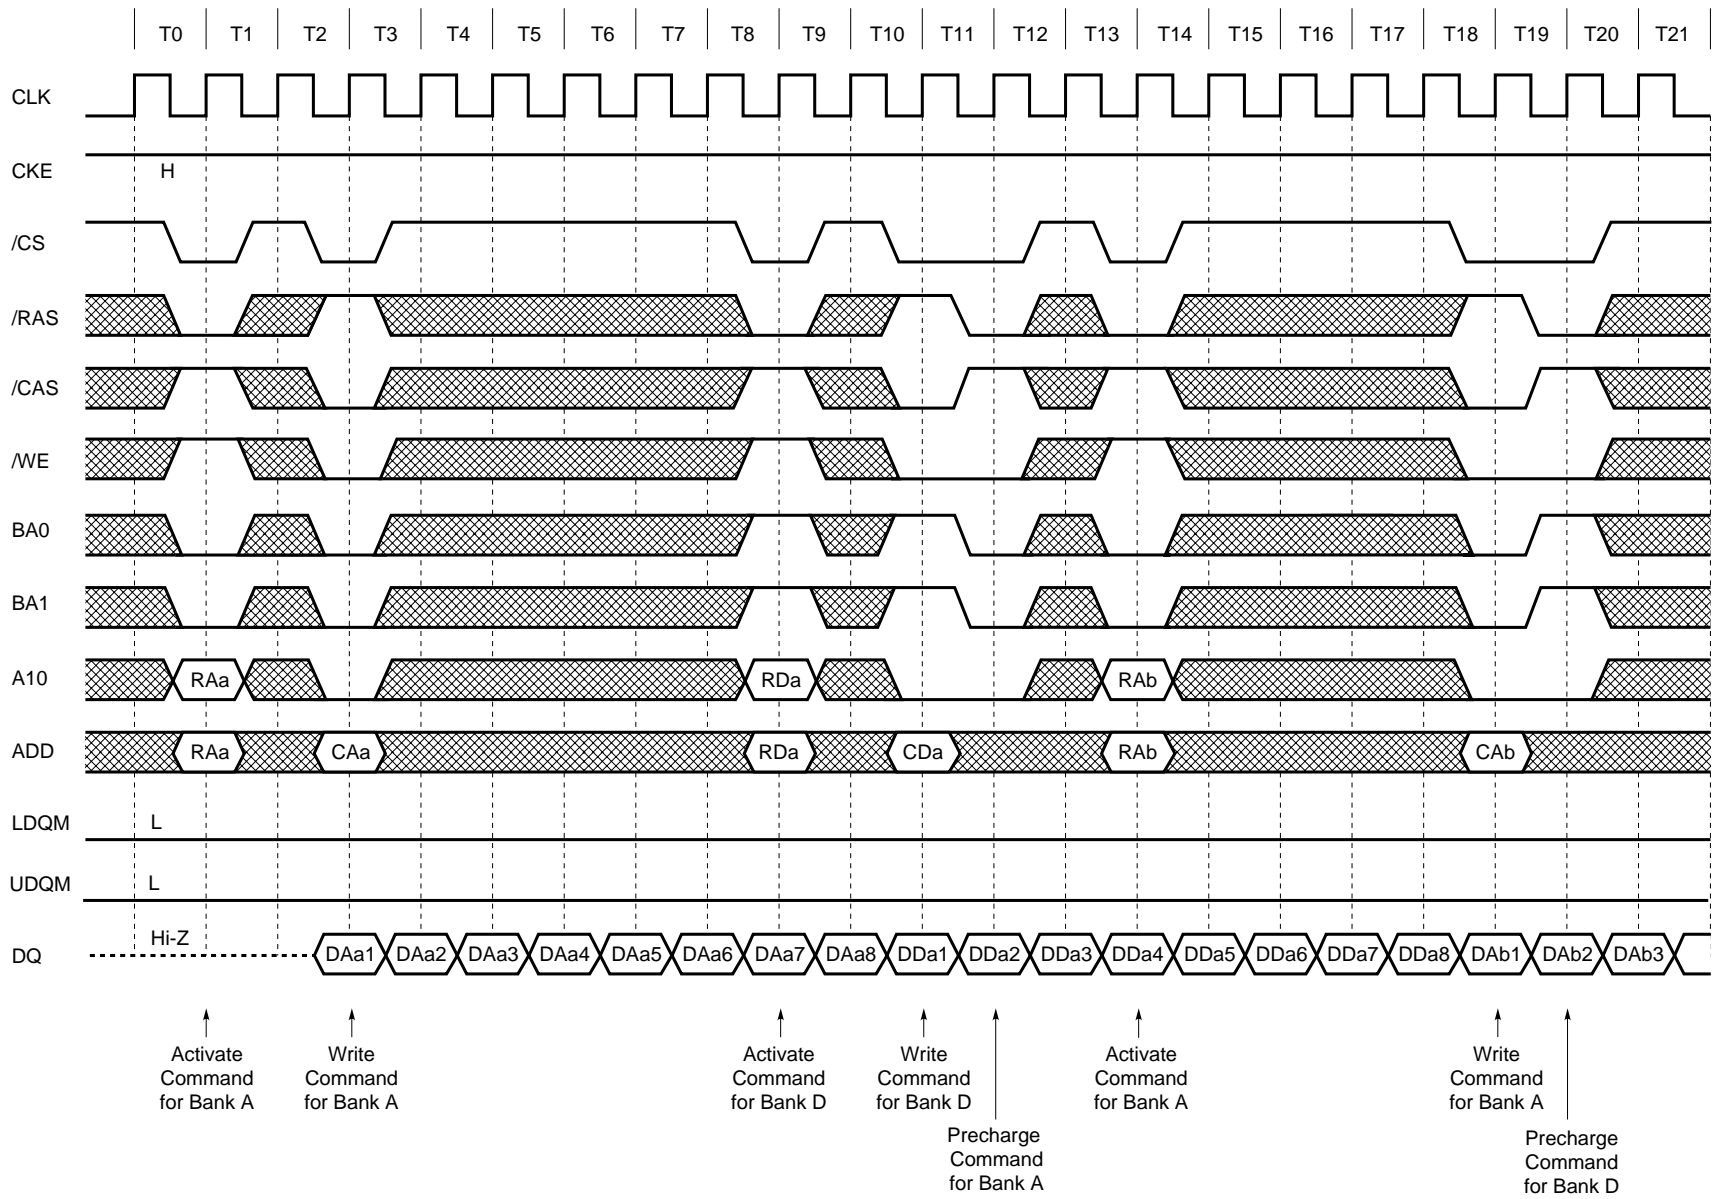 T0 T1 T2 T3 T4 T5 T6 T7 T8 T9 T10 T11 T12 T13 T14 T15 T16 T17 T18 T19 T20 T21
CLK
CKE H
/CS
/RAS
/CAS
/WE
BA0
BA1
A10 RAa RDa RAb
ADD RAa CAa RDa CDa RAb CAb
LDQM L
UDQM L
DQ Hi-Z DAa1 DAa2 DAa3 DAa4 DAa5 DAa6 DAa7 DAa8 DDa1 DDa2 DDa3 DDa4 DDa5 DDa6 DDa7 DDa8 DAb1 DAb2 DAb3
Activate
Command
for Bank A
Write
Command
for Bank A
Activate
Command
for Bank D
Write
Command
for Bank D
Precharge
Command
for Bank A
Activate
Command
for Bank A
Write
Command
for Bank A
Precharge
Command
for Bank D